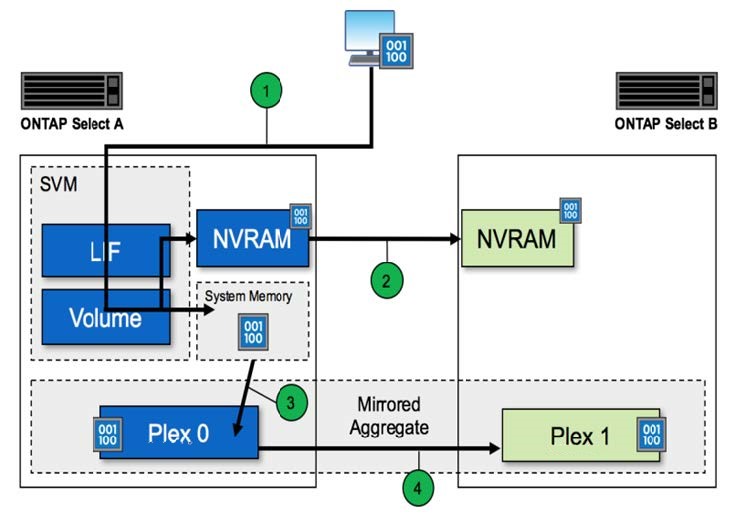 001
100
1
ONTAP Select A
ONTAP Select B
SVM
LIF
NVRAM
001
100
2
NVRAM
001
100
Volume
System Memory
001
100
3
001
100
Plex 0
Mirrored
Aggregate
Plex 1
001
100
4